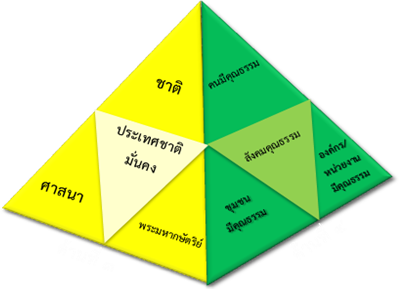 ชาติ
ประเทศชาติ
มั่นคง
ศาสนา
พระมหากษัตริย์
คนมีคุณธรรม
สังคมคุณธรรม
องค์กร/
หน่วยงาน
มีคุณธรรม
ชุมชน
มีคุณธรรม